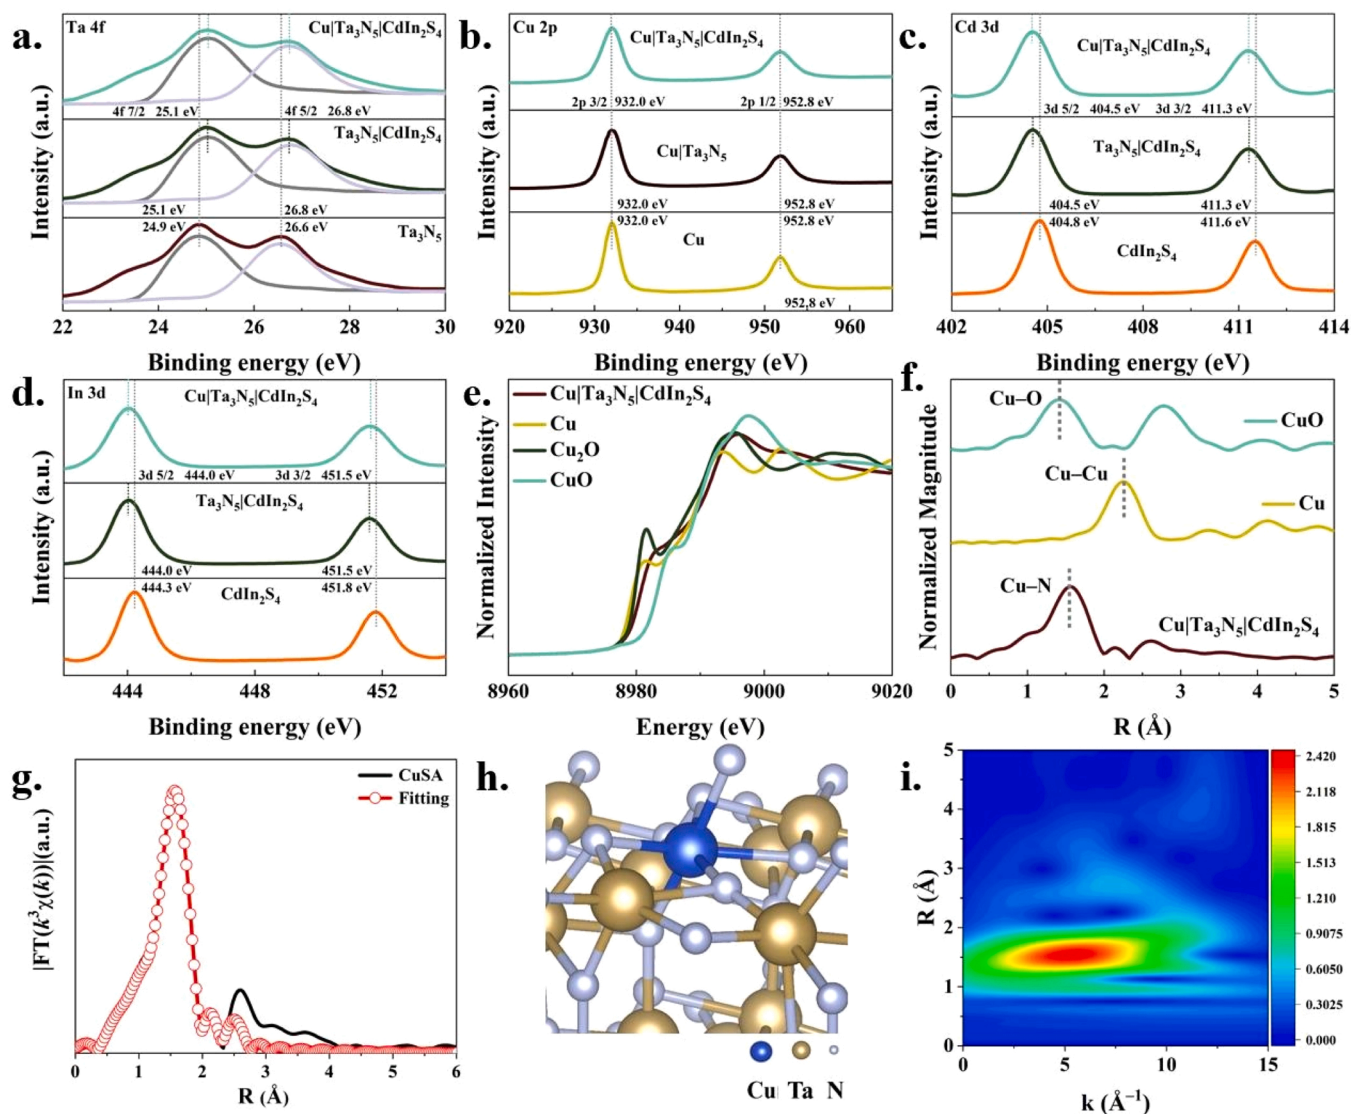 a.
Ta 4f
Cu|Ta₃N₅|CdIn₂S₄
4f 7/2 25.1 eV 4f 5/2 26.8 eV
Ta₃N₅|CdIn₂S₄
25.1 eV 26.8 eV
24.9 eV 26.6 eV
Ta₃N₅
Intensity (a.u.)
22 24 26 28 30
Binding energy (eV)
b.
Cu 2p
Cu|Ta₃N₅|CdIn₂S₄
2p 3/2 932.0 eV 2p 1/2 952.8 eV
Cu|Ta₃N₅
932.0 eV 952.8 eV
932.0 eV 952.8 eV
Cu
952.8 eV
Intensity (a.u.)
920 930 940 950 960
Binding energy (eV)
c.
Cd 3d
Cu|Ta₃N₅|CdIn₂S₄
3d 5/2 404.5 eV 3d 3/2 411.3 eV
Ta₃N₅|CdIn₂S₄
404.5 eV 411.3 eV
404.8 eV 411.6 eV
CdIn₂S₄
Intensity (a.u.)
402 405 408 411 414
Binding energy (eV)
d.
In 3d
Cu|Ta₃N₅|CdIn₂S₄
3d 5/2 444.0 eV 3d 3/2 451.5 eV
Ta₃N₅|CdIn₂S₄
444.0 eV 451.5 eV
444.3 eV 451.8 eV
CdIn₂S₄
Intensity (a.u.)
444 448 452
Binding energy (eV)
e.
Cu|Ta₃N₅|CdIn₂S₄
Cu
Cu₂O
CuO
Normalized Intensity
8960 8980 9000 9020
Energy (eV)
f.
Cu–O
CuO
Cu–Cu
Cu
Cu–N
Cu|Ta₃N₅|CdIn₂S₄
Normalized Magnitude
0 1 2 3 4 5
R (Å)
g.
CuSA
Fitting
|FT(k³χ(k))|(a.u.)
0 1 2 3 4 5 6
R (Å)
h.
Cu Ta N
i.
5
4
3
2
1
0
R (Å)
0 5 10 15
k (Å⁻¹)
2.420
2.118
1.815
1.513
1.210
0.9075
0.6050
0.3025
0.000